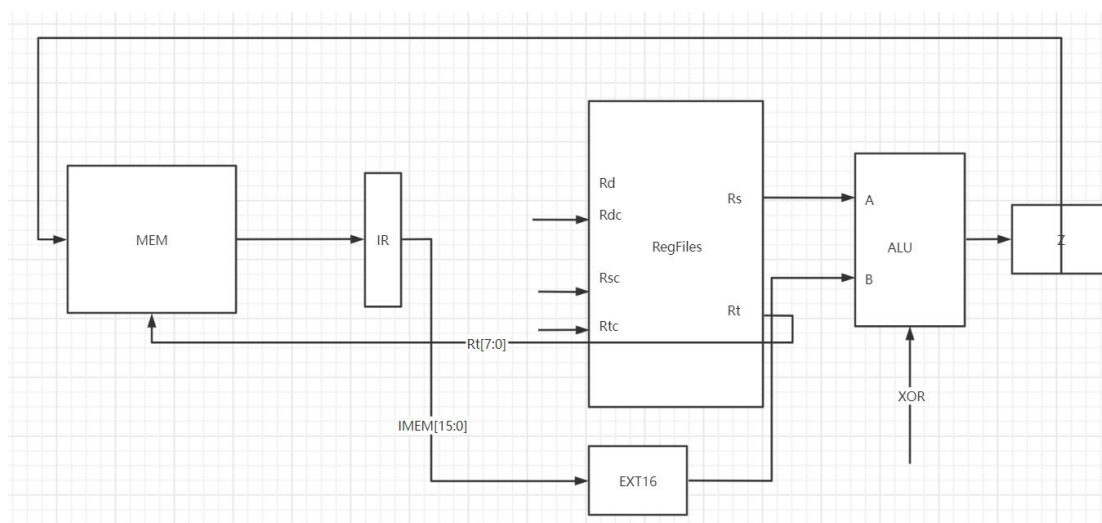 MEM
IR
Rd
Rdc
Rsc
Rtc
RegFiles
Rs
Rt
A
B
ALU
Z
Rt[7:0]
XOR
IMEM[15:0]
EXT16